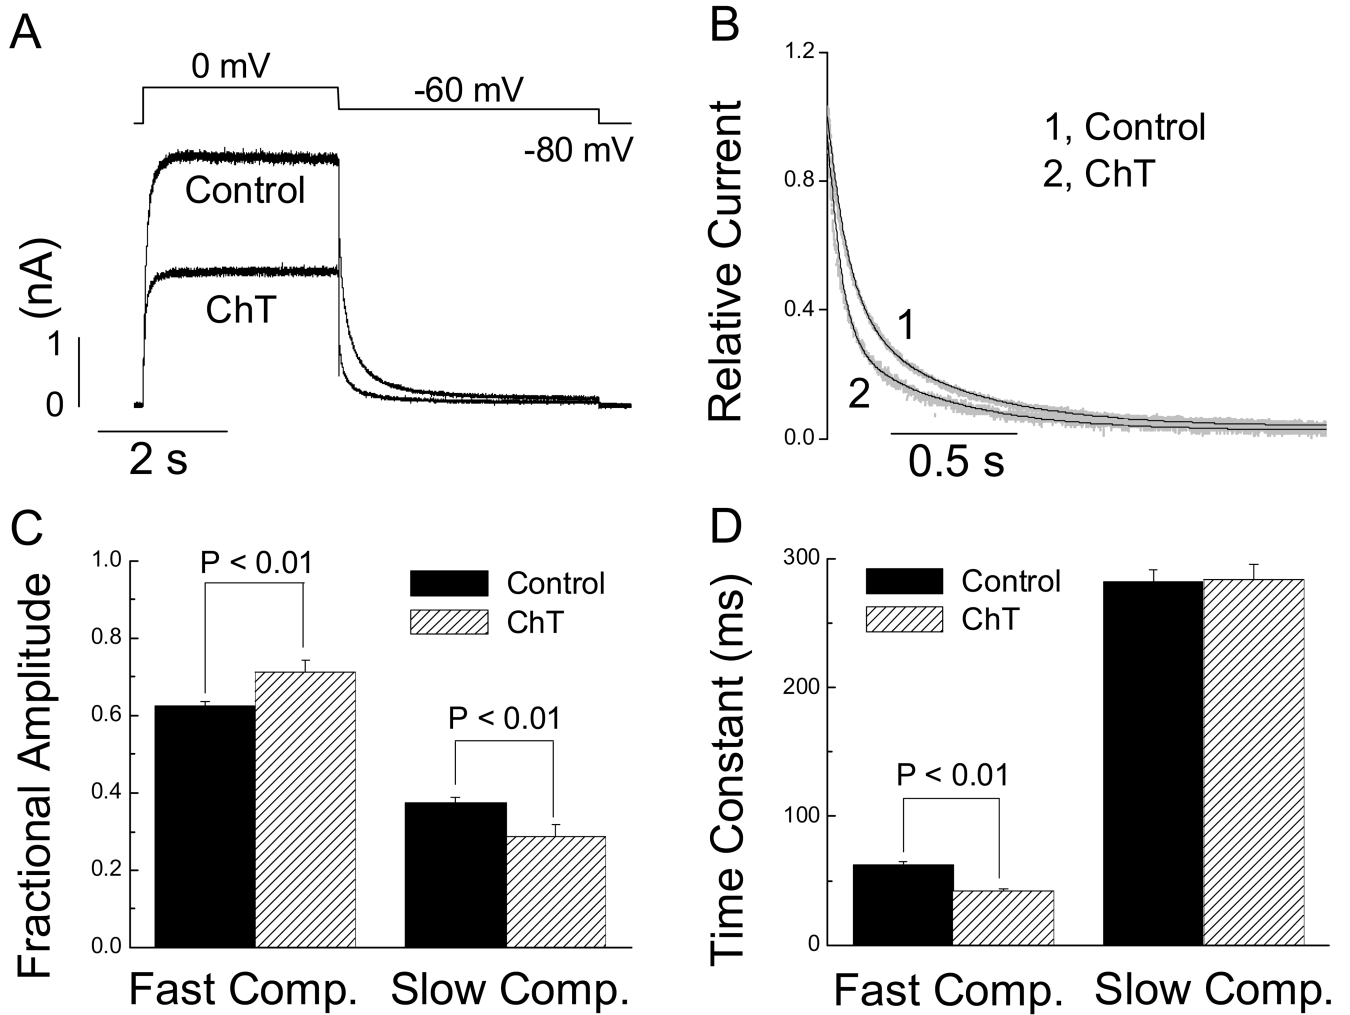 A
0 mV
-60 mV
-80 mV
Control
ChT
(nA)
1
0
2 s
B
1.2
0.8
0.4
0.0
Relative Current
1, Control
2, ChT
1
2
0.5 s
C
1.0
0.8
0.6
0.4
0.2
0.0
Fractional Amplitude
P < 0.01
P < 0.01
Control
ChT
Fast Comp.
Slow Comp.
D
300
200
100
0
Time Constant (ms)
Control
ChT
P < 0.01
Fast Comp.
Slow Comp.